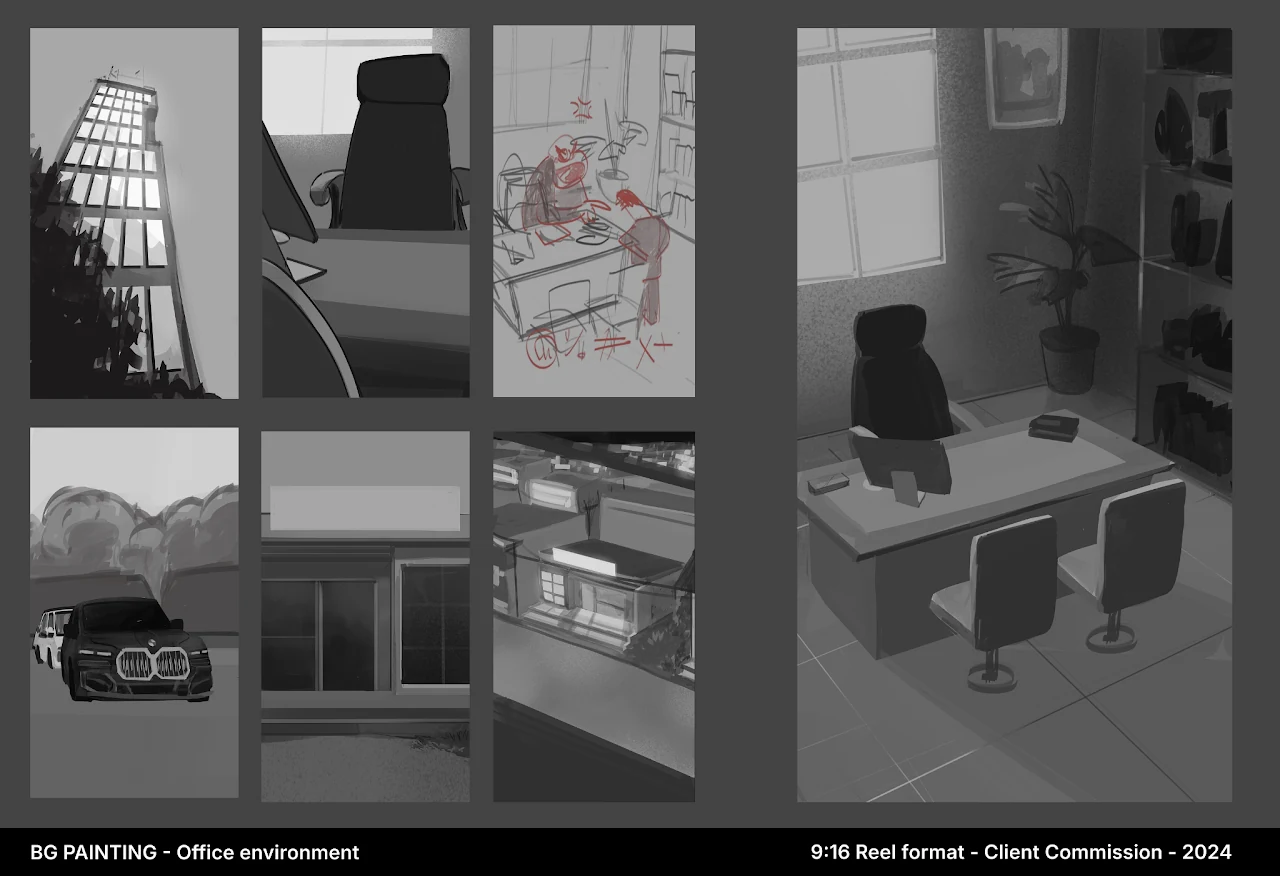 BG PAINTING - Office environment
9:16 Reel format - Client Commission - 2024